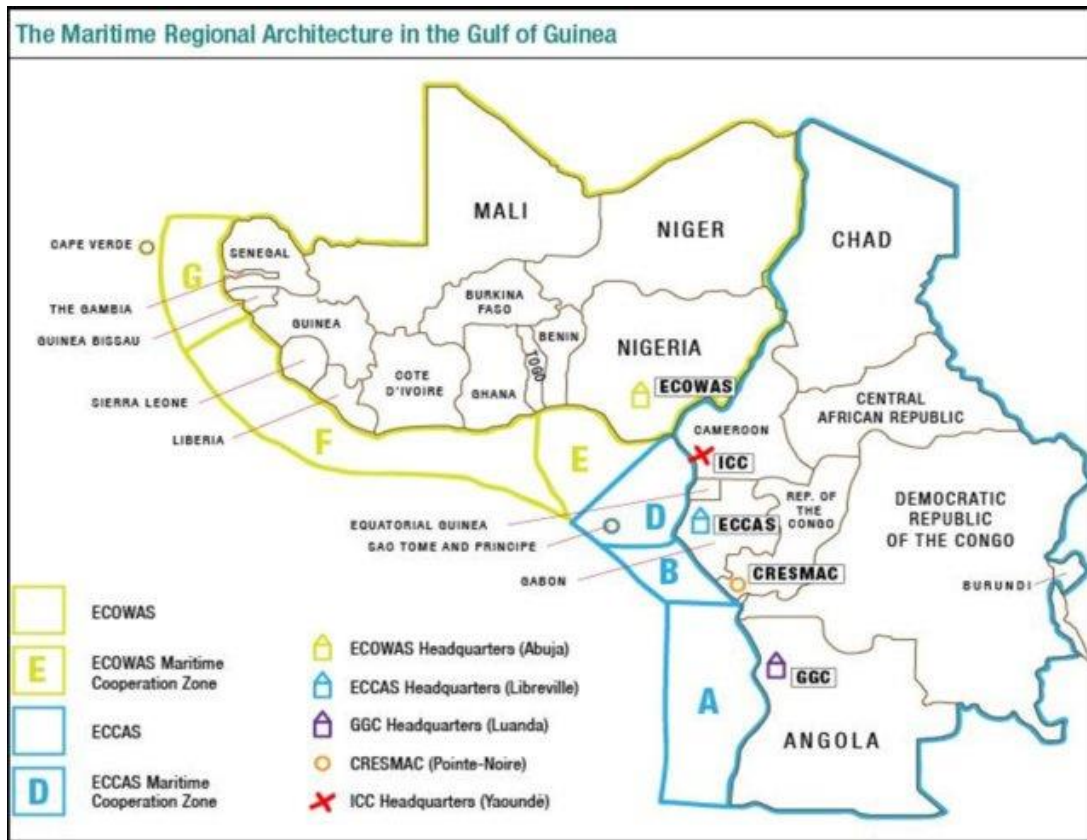 The Maritime Regional Architecture in the Gulf of Guinea
MALI
NIGER
CHAD
CAPE VERDE
SENEGAL
G
THE GAMBIA
GUINEA BISSAU
GUINEA
BURKINA
FASO
BENIN
TOGO
NIGERIA
COTE
D'IVOIRE
GHANA
ECOWAS
SIERRA LEONE
LIBERIA
F
E
CENTRAL
AFRICAN REPUBLIC
CAMEROON
ICC
EQUATORIAL GUINEA
SAO TOME AND PRINCIPE
D
ECCAS
REP. OF
THE
CONGO
DEMOCRATIC
REPUBLIC
OF THE CONGO
GABON
B
CRESMAC
BURUNDI
A
GGC
ANGOLA
ECOWAS
E
ECOWAS Maritime
Cooperation Zone
ECCAS
D
ECCAS Maritime
Cooperation Zone
ECOWAS Headquarters (Abuja)
ECCAS Headquarters (Libreville)
GGC Headquarters (Luanda)
CRESMAC (Pointe-Noire)
ICC Headquarters (Yaoundé)